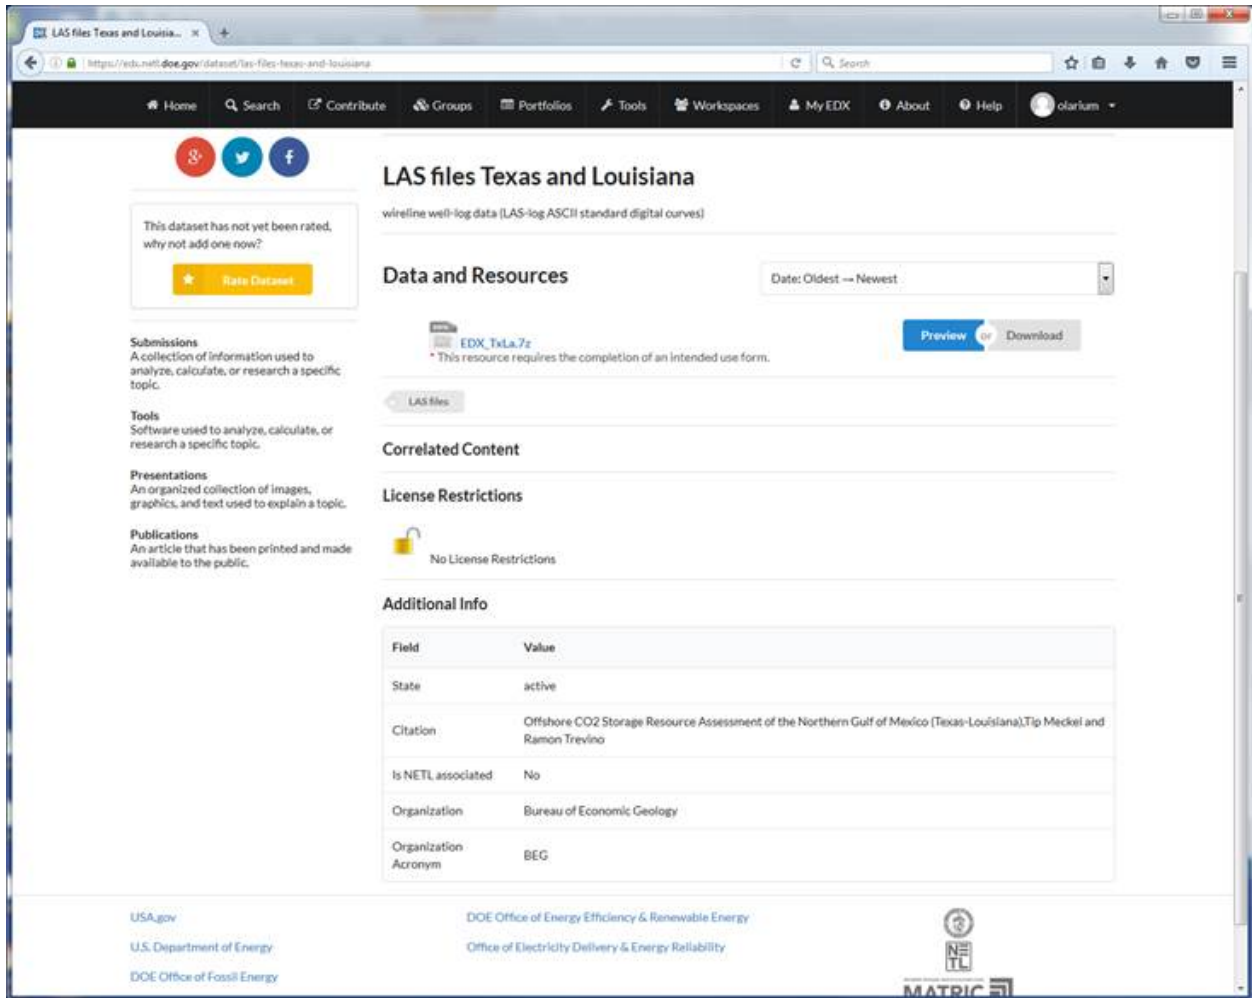 LAS files Texas and Louisia...
https://edx.netl.doe.gov/dataset/las-files-texas-and-louisiana
Search
Home Search Contribute Groups Portfolios Tools Workspaces My EDX About Help olarium
LAS files Texas and Louisiana
wireline well-log data (LAS-log ASCII standard digital curves)
This dataset has not yet been rated,
why not add one now?
Rate Dataset
Submissions
A collection of information used to
analyze, calculate, or research a specific
topic.
Tools
Software used to analyze, calculate, or
research a specific topic.
Presentations
An organized collection of images,
graphics, and text used to explain a topic.
Publications
An article that has been printed and made
available to the public.
Data and Resources
Date: Oldest → Newest
EDX_TxLa.7z
* This resource requires the completion of an intended use form.
Preview or Download
LAS files
Correlated Content
License Restrictions
No License Restrictions
Additional Info
Field Value
State active
Citation Offshore CO2 Storage Resource Assessment of the Northern Gulf of Mexico (Texas-Louisiana),Tip Meckel and
Ramon Trevino
Is NETL associated No
Organization Bureau of Economic Geology
Organization
Acronym BEG
USA.gov
U.S. Department of Energy
DOE Office of Fossil Energy
DOE Office of Energy Efficiency & Renewable Energy
Office of Electricity Delivery & Energy Reliability
NETL
MATRIC